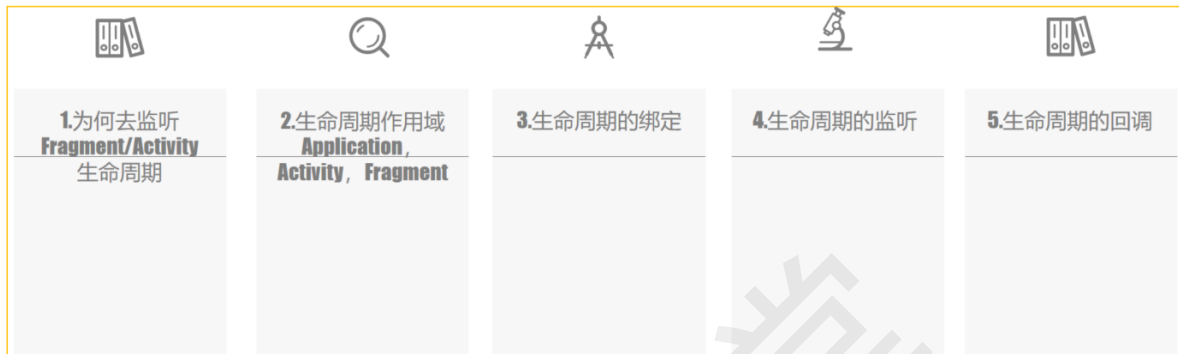 1.为何去监听
Fragment/Activity
生命周期
2.生命周期作用域
Application，
Activity，Fragment
3.生命周期的绑定
4.生命周期的监听
5.生命周期的回调